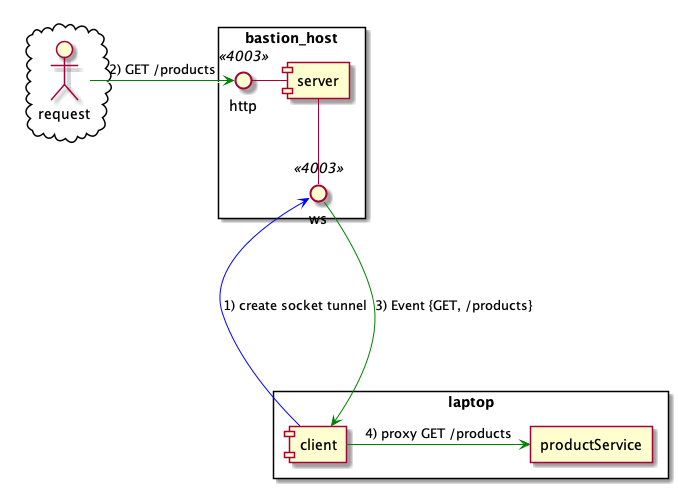 bastion_host
«4003»
2) GET /products
server
request
http
«4003»
ws
1) create socket tunnel
3) Event {GET, /products}
laptop
4) proxy GET /products
client
productService